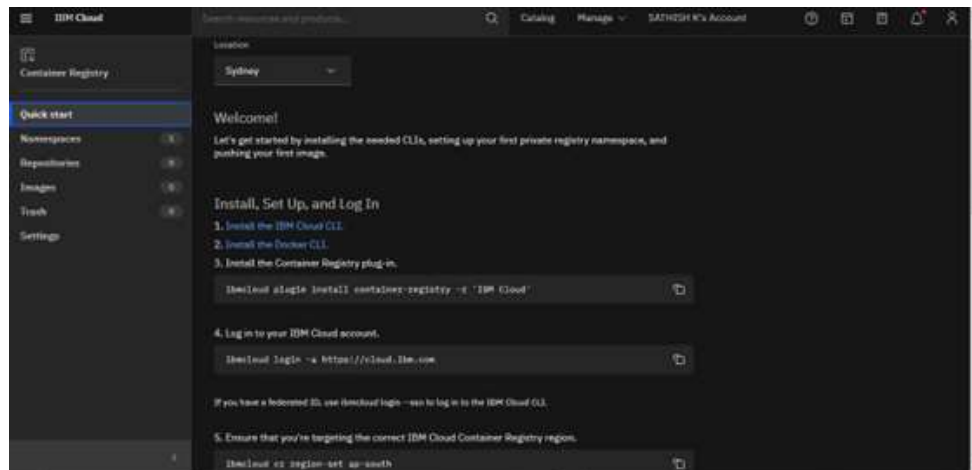 IBM Cloud
Search resources and products...
Catalog
Manage
SATHISH K's Account
Container Registry
Location
Sydney
Quick start
Namespaces
Repositories
Images
Trash
Settings
Welcome!
Let's get started by installing the needed CLIs, setting up your first private registry namespace, and
pushing your first image.
Install, Set Up, and Log In
1. Install the IBM Cloud CLI.
2. Install the Docker CLI.
3. Install the Container Registry plug-in.
ibmcloud plugin install container-registry -r 'IBM Cloud'
4. Log in to your IBM Cloud account.
ibmcloud login -a https://cloud.ibm.com
If you have a federated ID, use ibmcloud login --sso to log in to the IBM Cloud CLI.
5. Ensure that you're targeting the correct IBM Cloud Container Registry region.
ibmcloud cr region-set ap-south